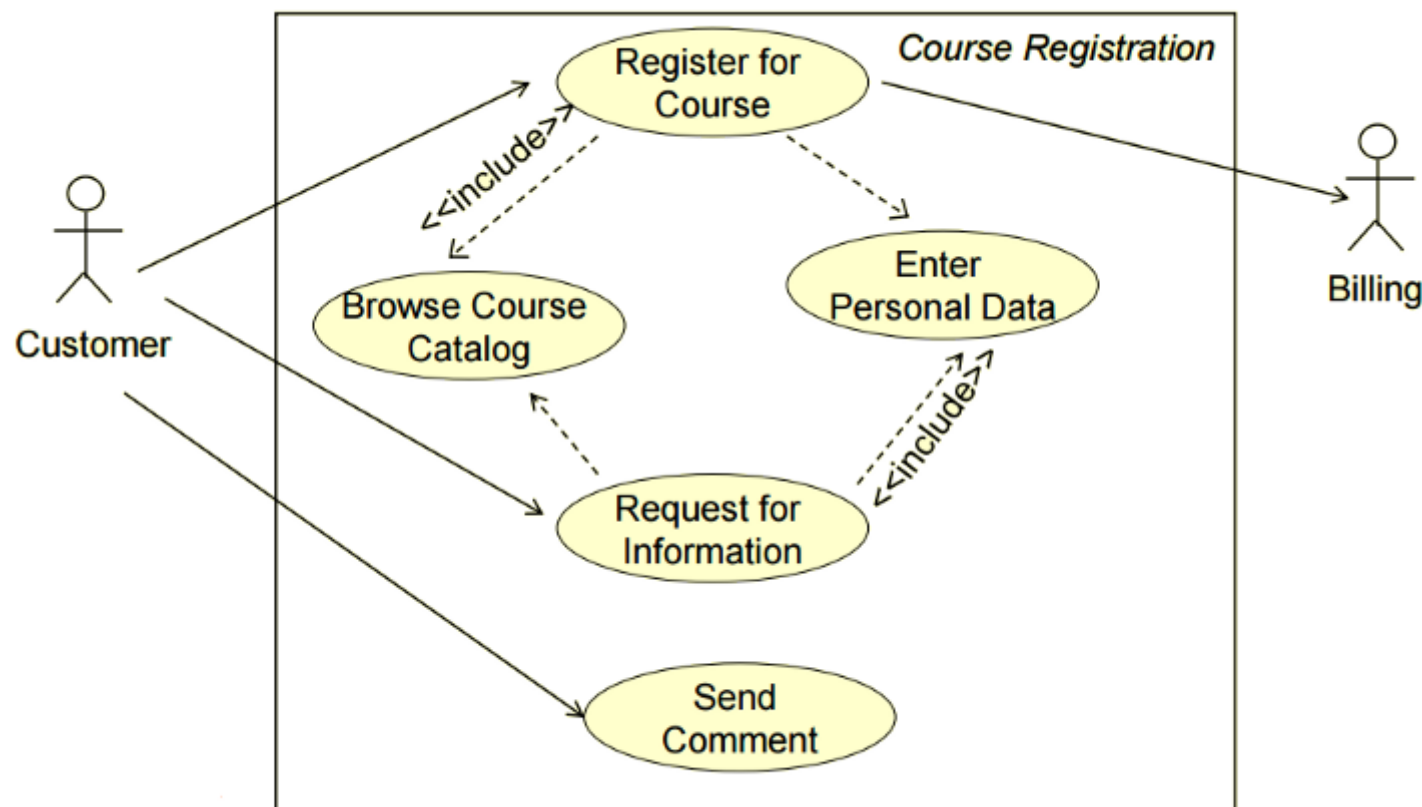 Course Registration
Register for
Course
<<include>>
Customer
Browse Course
Catalog
Enter
Personal Data
Billing
<<include>>
Request for
Information
Send
Comment